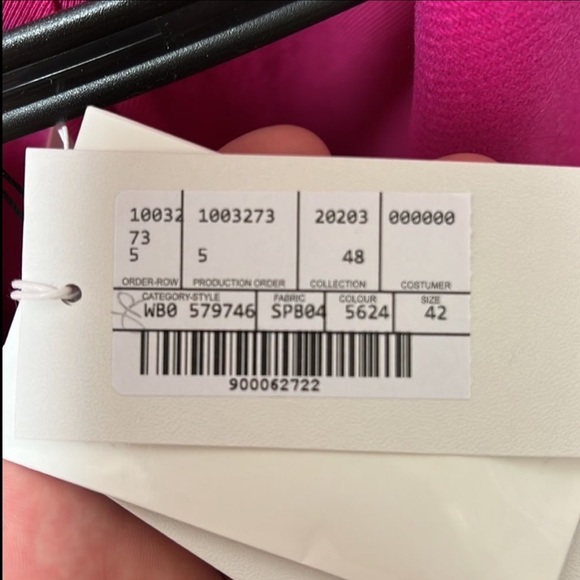 10032 1003273 20203 000000
73
5 5 48
ORDER-ROW PRODUCTION ORDER COLLECTION COSTUMER
CATEGORY-STYLE FABRIC COLOUR SIZE
WB0 579746 SPB04 5624 42
900062722